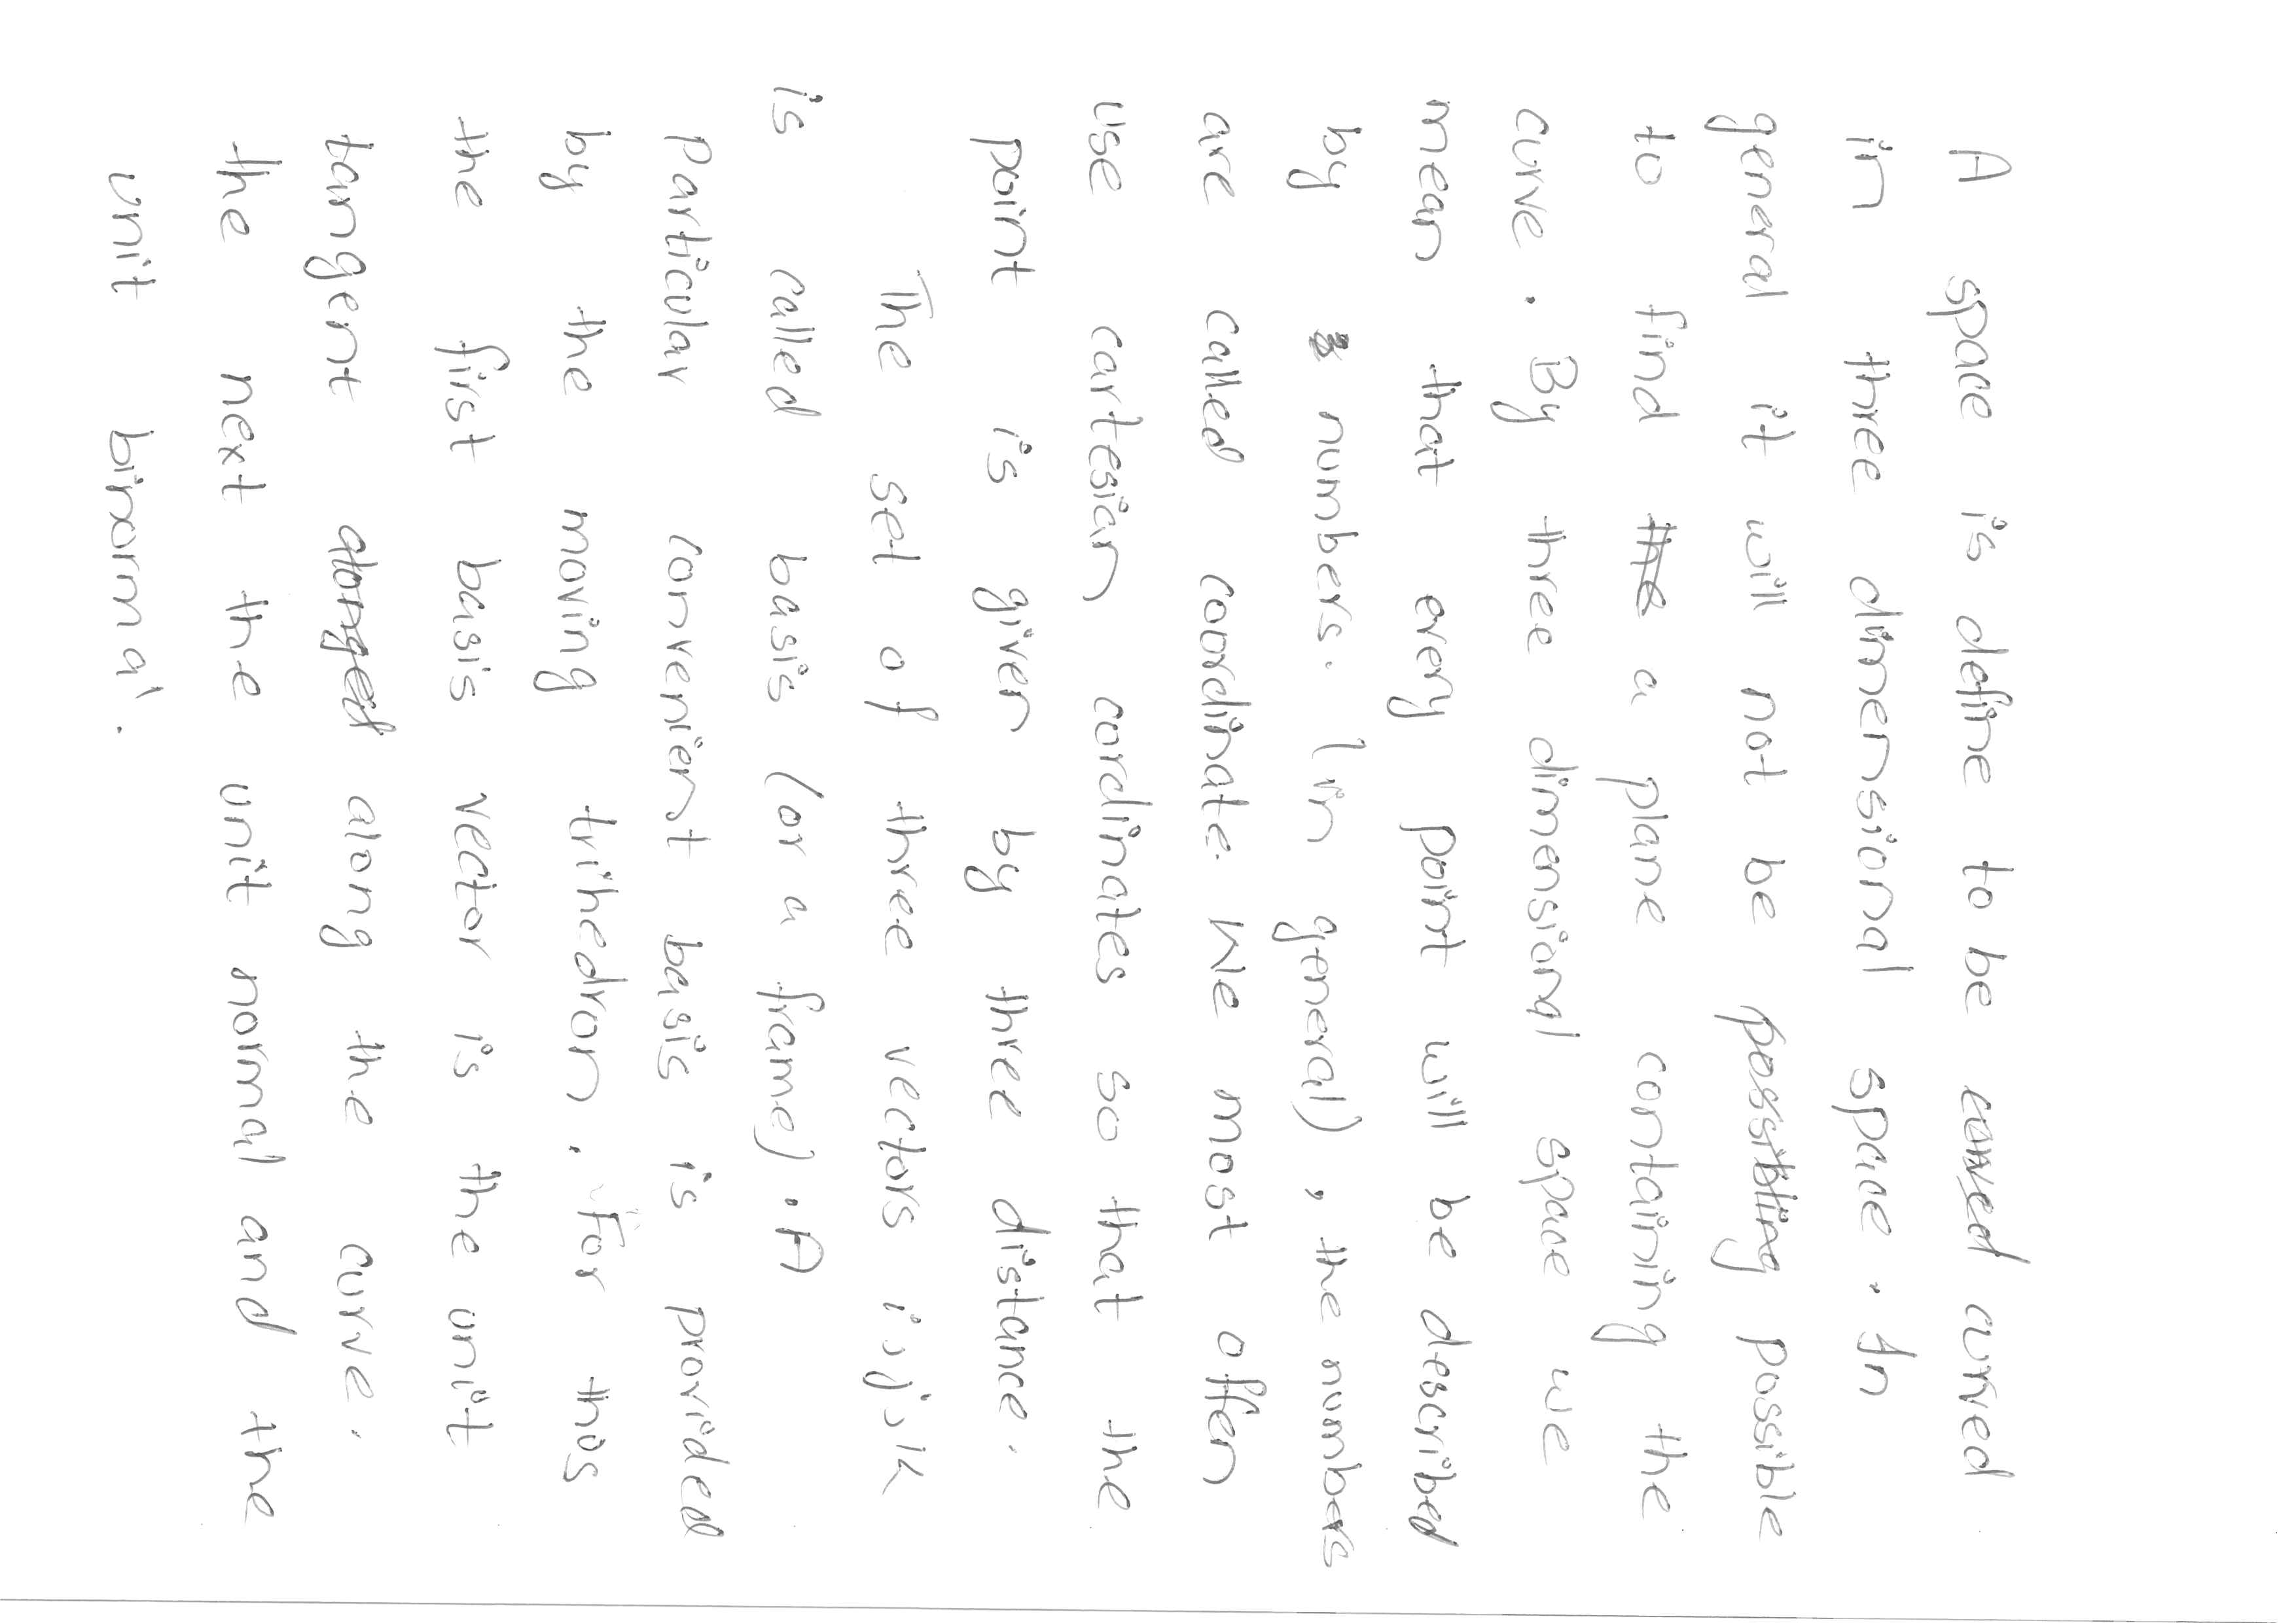 A space is define to be cowed curved
in three dimensional space. In
general it will not be possibling possible
to find the a plane containing the
curve. By three dimensional space we
mean that every point will be described
by 3 numbers. (in general), the numbers
are called coordinate. We most offen
use cartesian cordinates so that the
point is given by three distance.
The set of three vectors i,j,k
is called basis (or a frame). A
Particular convenient basis is provided
by the moving trihedron. For thus
the first basis vector is the unit
tangent alonged along the curve.
the next the unit normal and the
unit binormal.